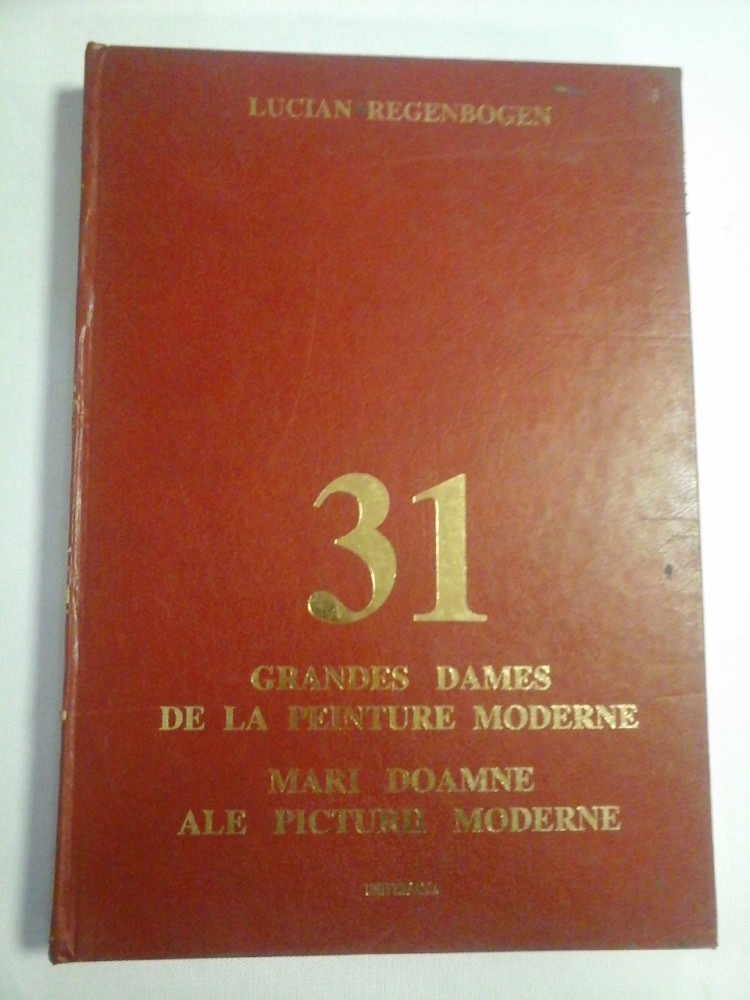 LUCIAN REGENBOGEN
31
GRANDES DAMES
DE LA PEINTURE MODERNE
MARI DOAMNE
ALE PICTURII MODERNE